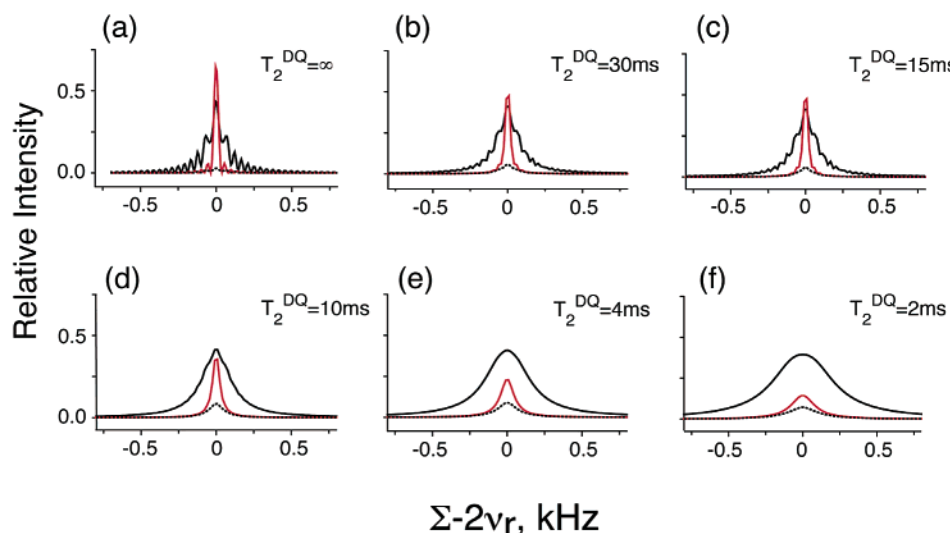 (a)
T₂ᴰQ=∞
(b)
T₂ᴰQ=30ms
(c)
T₂ᴰQ=15ms
Relative Intensity
0.5
0.0
-0.5 0 0.5
-0.5 0 0.5
-0.5 0 0.5
(d)
T₂ᴰQ=10ms
(e)
T₂ᴰQ=4ms
(f)
T₂ᴰQ=2ms
0.5
0.0
-0.5 0 0.5
-0.5 0 0.5
-0.5 0 0.5
Σ-2νr, kHz